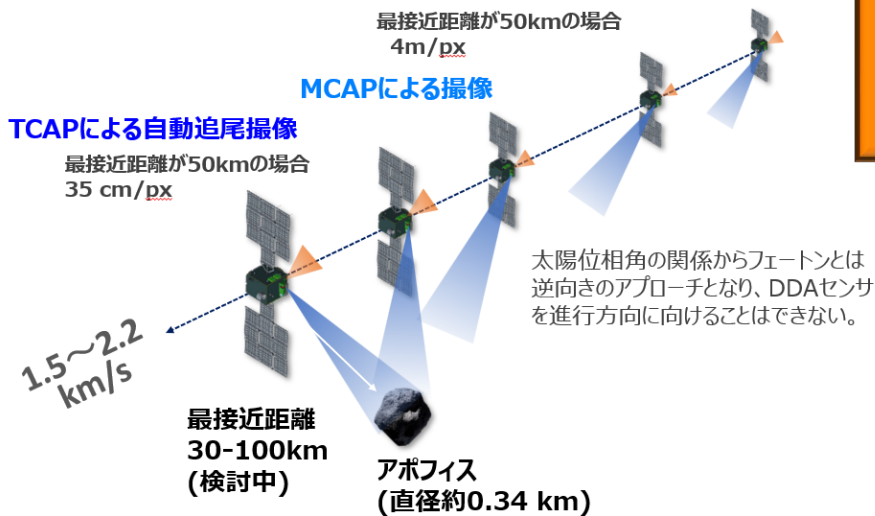 最接近距離が50kmの場合
4m/px
MCAPによる撮像
TCAPによる自動追尾撮像
最接近距離が50kmの場合
35 cm/px
太陽位相角の関係からフェートンとは
逆向きのアプローチとなり、DDAセンサ
を進行方向に向けることはできない。
1.5～2.2
km/s
最接近距離
30-100km
(検討中)
アポフィス
(直径約0.34 km)